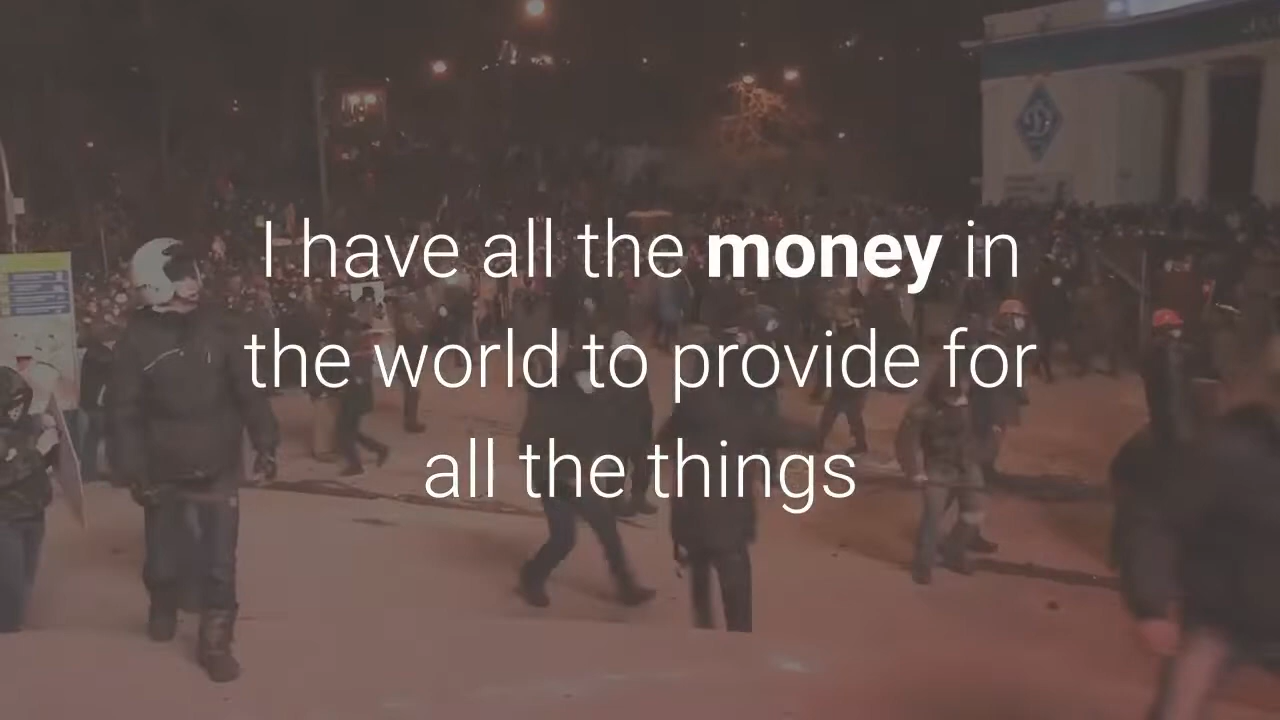 I have all the money in
the world to provide for
all the things